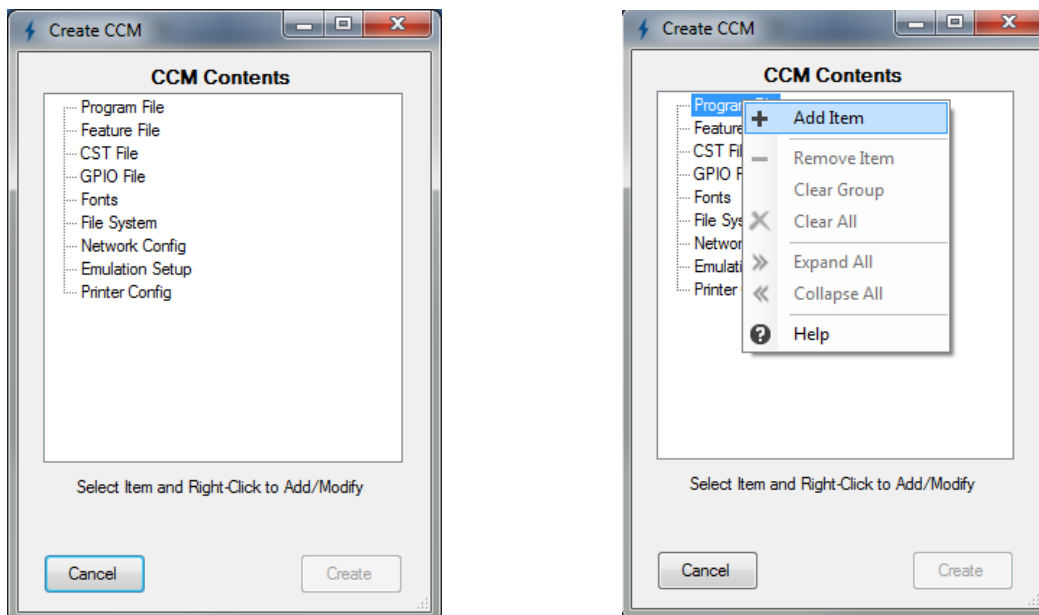 Create CCM
CCM Contents
Program File
Feature File
CST File
GPIO File
Fonts
File System
Network Config
Emulation Setup
Printer Config
Select Item and Right-Click to Add/Modify
Cancel
Create
Create CCM
CCM Contents
Feature
Fonts
Printer
Add Item
Remove Item
Clear Group
Clear All
Expand All
Collapse All
Help
Select Item and Right-Click to Add/Modify
Cancel
Create